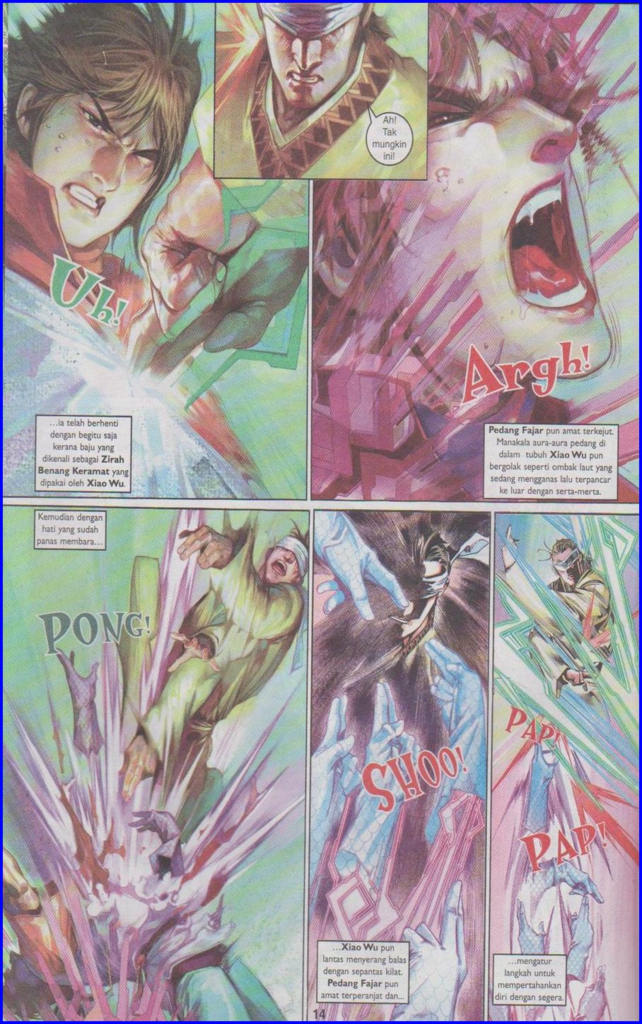 Ah!
Tak
mungkin
ini!
Uh!
...ia telah berhenti
dengan begitu saja
kerana baju yang
dikenali sebagai Zirah
Benang Keramat yang
dipakai oleh Xiao Wu.
Argh!
Pedang Fajar pun amat terkejut.
Manakala aura-aura pedang di
dalam tubuh Xiao Wu pun
bergolak seperti ombak laut yang
sedang mengganas lalu terpancar
ke luar dengan serta-merta.
Kemudian dengan
hati yang sudah
panas membara...
PONG!
SHOO!
...Xiao Wu pun
lantas menyerang balas
dengan sepantas kilat.
Pedang Fajar pun
amat terperanjat dan...
PAP!
PAP!
...mengatur
langkah untuk
mempertahankan
diri dengan segera.
14